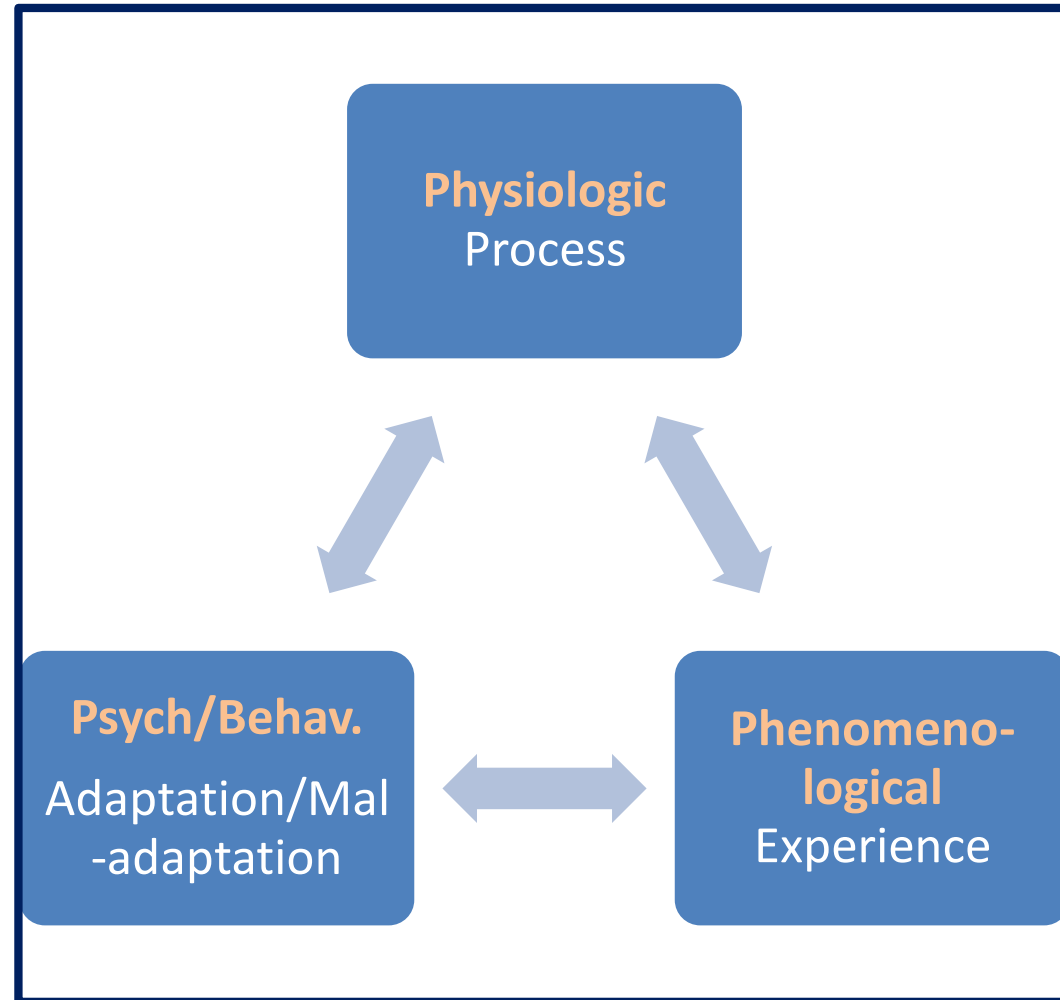 Physiologic
Process
Psych/Behav.
Adaptation/Mal
-adaptation
Phenomeno-
logical
Experience